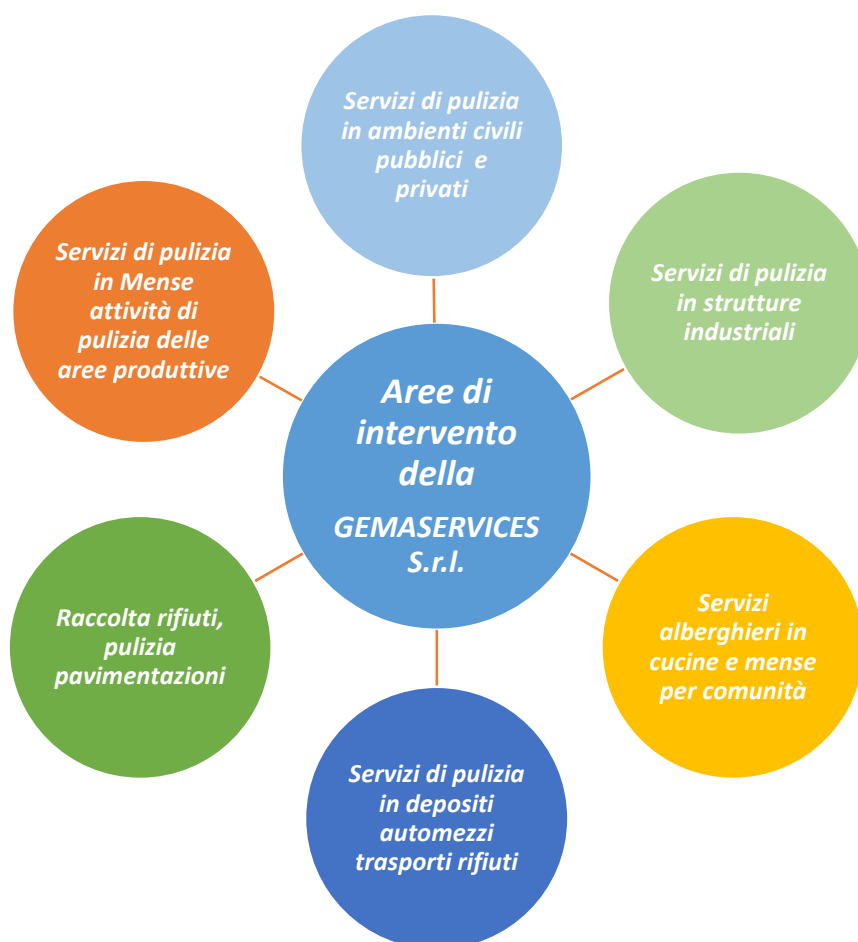 Servizi di pulizia
in ambienti civili
pubblici e
privati
Servizi di pulizia
in strutture
industriali
Servizi
alberghieri in
cucine e mense
per comunità
Servizi di pulizia
in depositi
automezzi
trasporti rifiuti
Raccolta rifiuti,
pulizia
pavimentazioni
Servizi di pulizia
in Mense
attività di
pulizia delle
aree produttive
Aree di
intervento
della
GEMASERVICES
S.r.l.